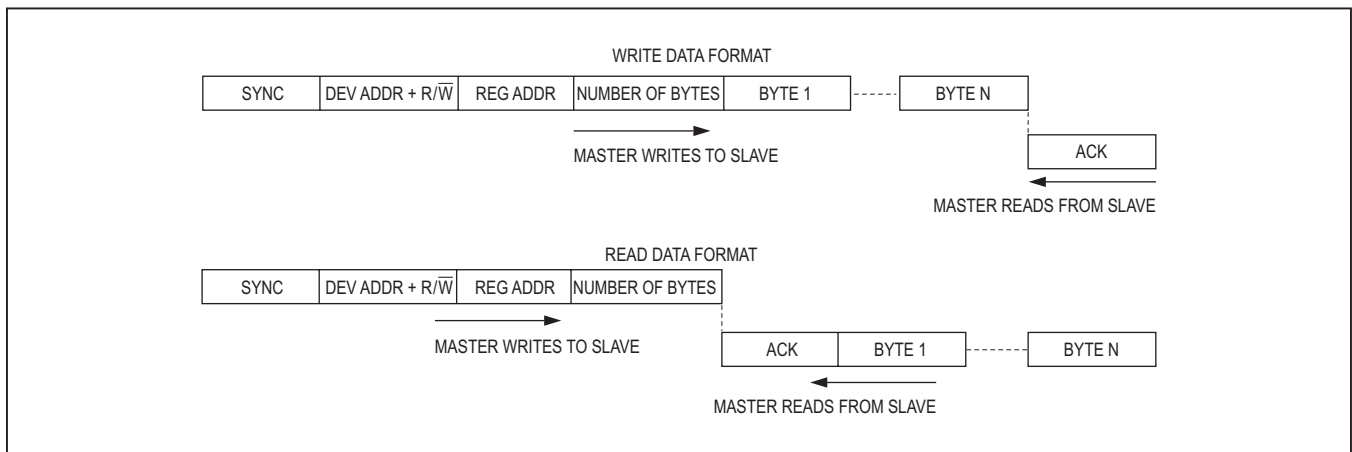 WRITE DATA FORMAT
SYNC DEV ADDR + R/W̅ REG ADDR NUMBER OF BYTES BYTE 1 BYTE N
MASTER WRITES TO SLAVE
ACK
MASTER READS FROM SLAVE
READ DATA FORMAT
SYNC DEV ADDR + R/W̅ REG ADDR NUMBER OF BYTES
MASTER WRITES TO SLAVE
ACK BYTE 1 BYTE N
MASTER READS FROM SLAVE